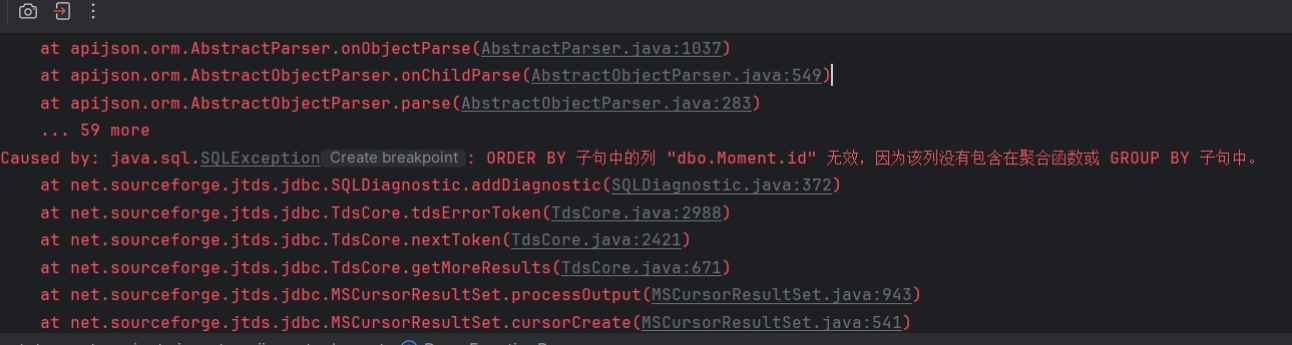 at apijson.orm.AbstractParser.onObjectParse(AbstractParser.java:1037)
at apijson.orm.AbstractObjectParser.onChildParse(AbstractObjectParser.java:549)
at apijson.orm.AbstractObjectParser.parse(AbstractObjectParser.java:283)
... 59 more
Caused by: java.sql.SQLException Create breakpoint : ORDER BY 子句中的列 "dbo.Moment.id" 无效，因为该列没有包含在聚合函数或 GROUP BY 子句中。
at net.sourceforge.jtds.jdbc.SQLDiagnostic.addDiagnostic(SQLDiagnostic.java:372)
at net.sourceforge.jtds.jdbc.TdsCore.tdsErrorToken(TdsCore.java:2988)
at net.sourceforge.jtds.jdbc.TdsCore.nextToken(TdsCore.java:2421)
at net.sourceforge.jtds.jdbc.TdsCore.getMoreResults(TdsCore.java:671)
at net.sourceforge.jtds.jdbc.MSCursorResultSet.processOutput(MSCursorResultSet.java:943)
at net.sourceforge.jtds.jdbc.MSCursorResultSet.cursorCreate(MSCursorResultSet.java:541)